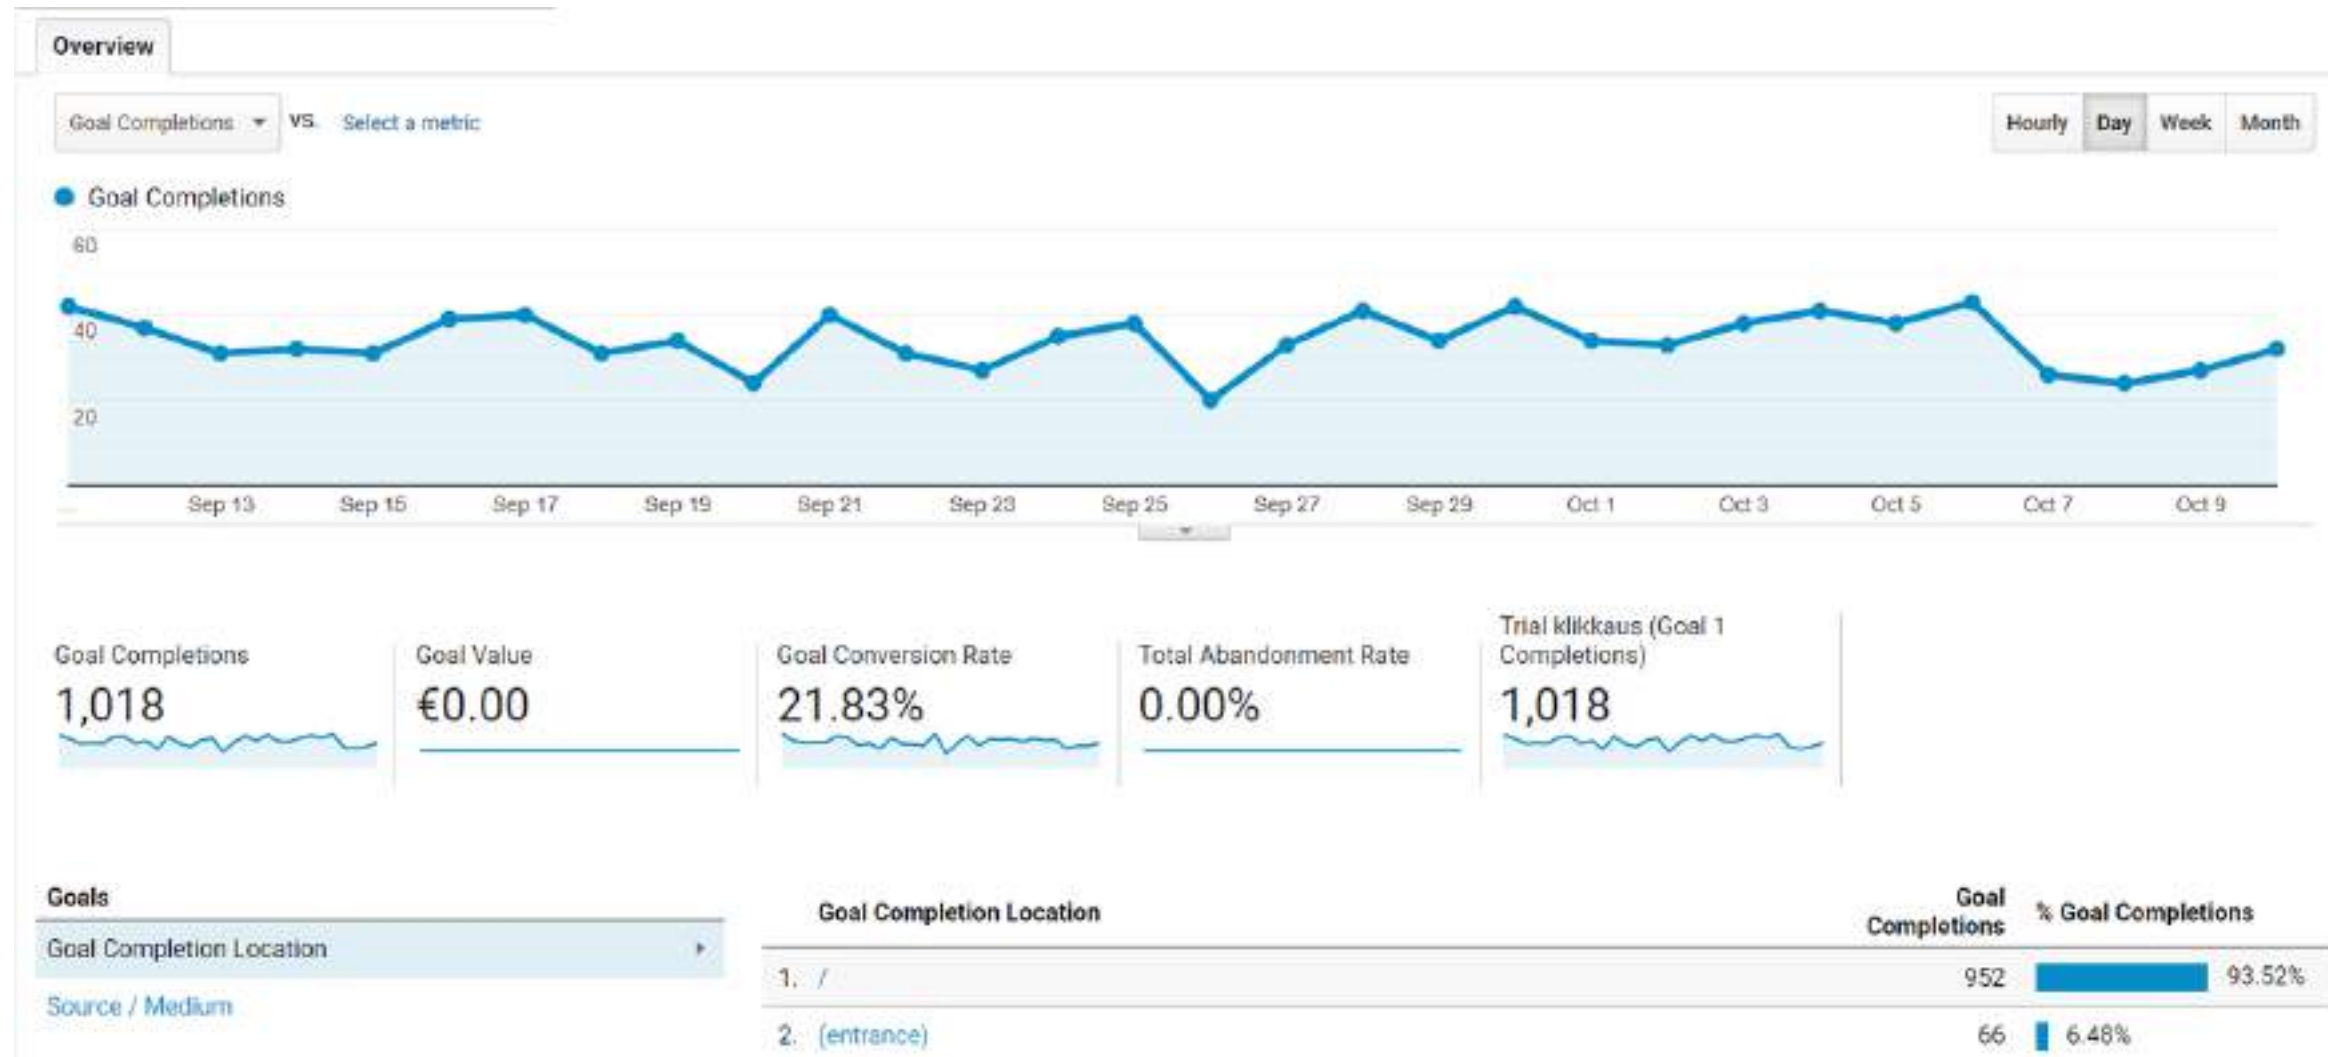 Overview
Goal Completions VS. Select a metric
Hourly Day Week Month
Goal Completions
60
40
20
Sep 13 Sep 15 Sep 17 Sep 19 Sep 21 Sep 23 Sep 25 Sep 27 Sep 29 Oct 1 Oct 3 Oct 5 Oct 7 Oct 9
Goal Completions
1,018
Goal Value
€0.00
Goal Conversion Rate
21.83%
Total Abandonment Rate
0.00%
Trial klikkaus (Goal 1
Completions)
1,018
Goals
Goal Completion Location
Source / Medium
Goal Completion Location
Goal
Completions
% Goal Completions
1. / 952 93.52%
2. (entrance) 66 6.48%